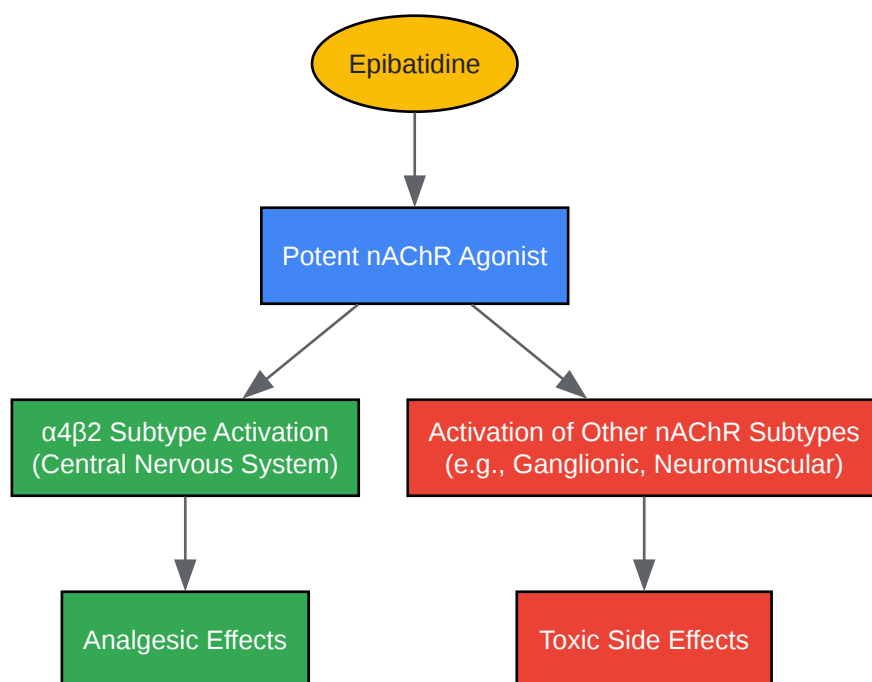 Epibatidine
Potent nAChR Agonist
α4β2 Subtype Activation
(Central Nervous System)
Activation of Other nAChR Subtypes
(e.g., Ganglionic, Neuromuscular)
Analgesic Effects
Toxic Side Effects